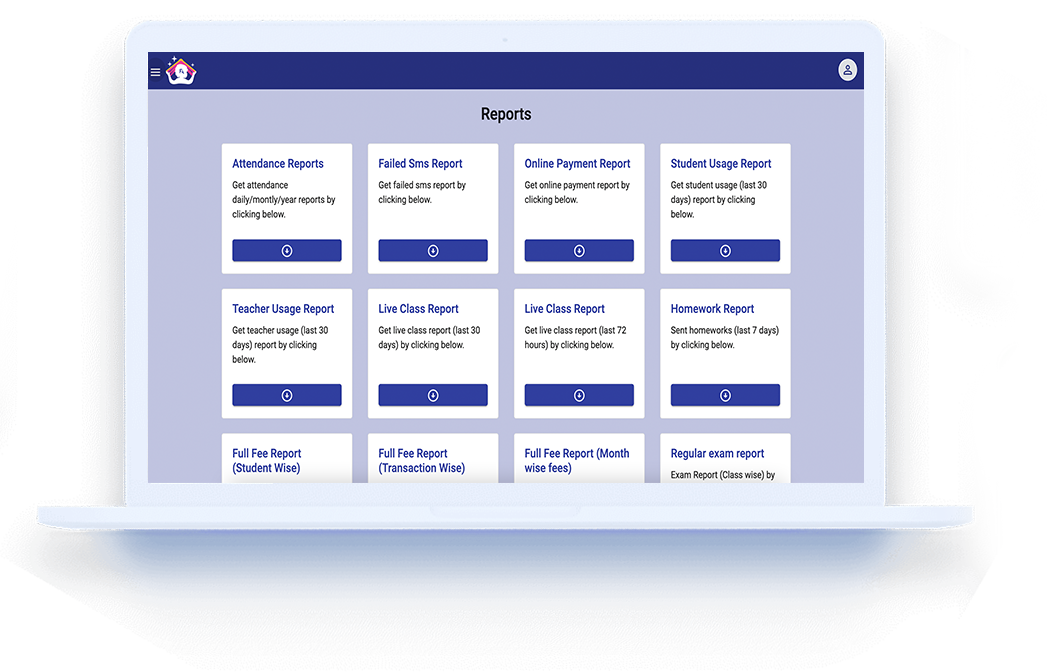 Reports
Attendance Reports
Get attendance
daily/montly/year reports by
clicking below.
Failed Sms Report
Get failed sms report by
clicking below.
Online Payment Report
Get online payment report by
clicking below.
Student Usage Report
Get student usage (last 30
days) report by clicking
below.
Teacher Usage Report
Get teacher usage (last 30
days) report by clicking
below.
Live Class Report
Get live class report (last 30
days) by clicking below.
Live Class Report
Get live class report (last 72
hours) by clicking below.
Homework Report
Sent homeworks (last 7 days)
by clicking below.
Full Fee Report
(Student Wise)
Full Fee Report
(Transaction Wise)
Full Fee Report (Month
wise fees)
Regular exam report
Exam Report (Class wise) by